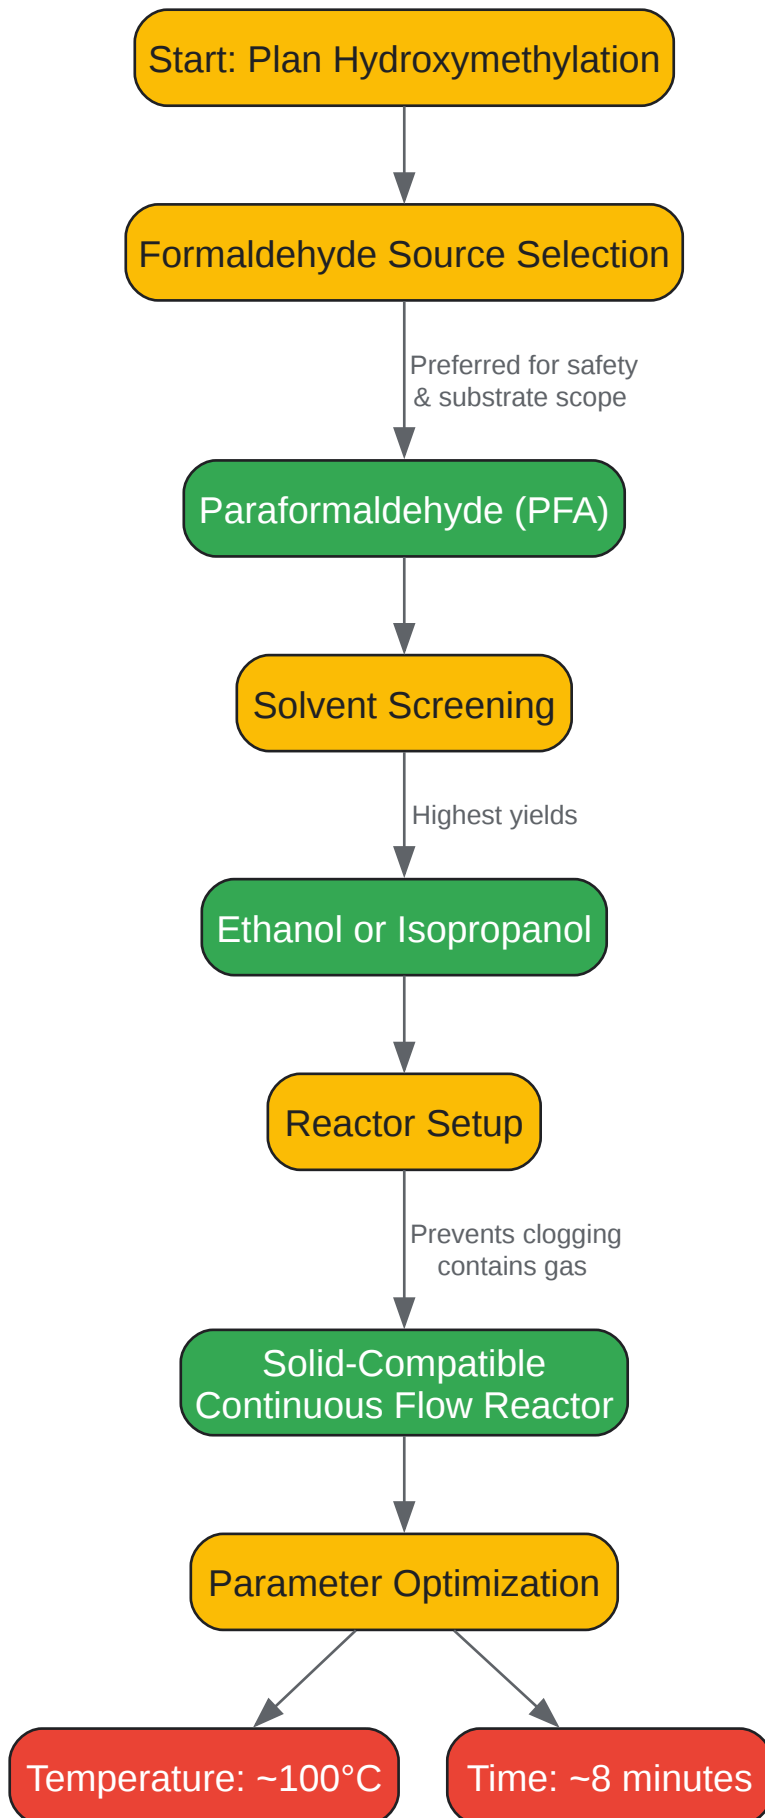 Start: Plan Hydroxymethylation
Formaldehyde Source Selection
Preferred for safety
& substrate scope
Paraformaldehyde (PFA)
Solvent Screening
Highest yields
Ethanol or Isopropanol
Reactor Setup
Prevents clogging
contains gas
Solid-Compatible
Continuous Flow Reactor
Parameter Optimization
Temperature: ~100°C
Time: ~8 minutes